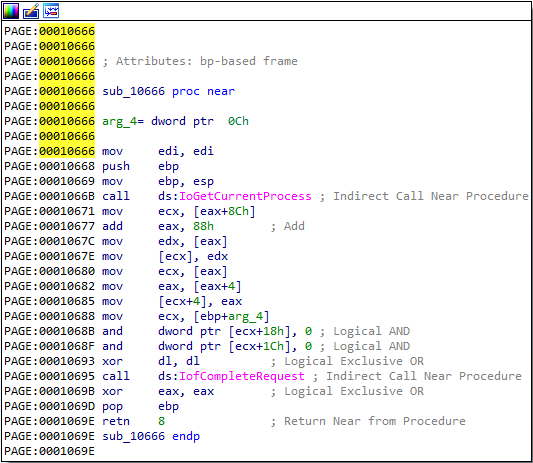 PAGE:00010666
PAGE:00010666
PAGE:00010666 ; Attributes: bp-based frame
PAGE:00010666
PAGE:00010666 sub_10666 proc near
PAGE:00010666
PAGE:00010666 arg_4= dword ptr  0Ch
PAGE:00010666
PAGE:00010666 mov     edi, edi
PAGE:00010668 push    ebp
PAGE:00010669 mov     ebp, esp
PAGE:0001066B call    ds:IoGetCurrentProcess ; Indirect Call Near Procedure
PAGE:00010671 mov     ecx, [eax+8Ch]
PAGE:00010677 add     eax, 88h        ; Add
PAGE:0001067C mov     edx, [eax]
PAGE:0001067E mov     [ecx], edx
PAGE:00010680 mov     ecx, [eax]
PAGE:00010682 mov     eax, [eax+4]
PAGE:00010685 mov     [ecx+4], eax
PAGE:00010688 mov     ecx, [ebp+arg_4]
PAGE:0001068B and     dword ptr [ecx+18h], 0 ; Logical AND
PAGE:0001068F and     dword ptr [ecx+1Ch], 0 ; Logical AND
PAGE:00010693 xor     dl, dl          ; Logical Exclusive OR
PAGE:00010695 call    ds:IofCompleteRequest ; Indirect Call Near Procedure
PAGE:0001069B xor     eax, eax        ; Logical Exclusive OR
PAGE:0001069D pop     ebp
PAGE:0001069E retn    8               ; Return Near from Procedure
PAGE:0001069E sub_10666 endp
PAGE:0001069E